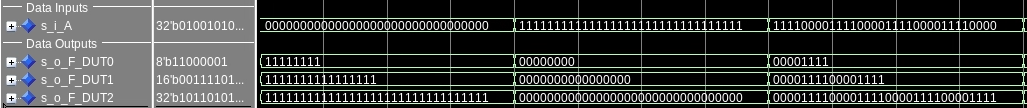 Data Inputs
s_i_A 32'b01001010... 00000000000000000000000000000000 11111111111111111111111111111111 11110000111100001111000011110000
Data Outputs
s_o_F_DUT0 8'b11000001 11111111 00000000 00001111
s_o_F_DUT1 16'b00111101... 1111111111111111 0000000000000000 0000111100001111
s_o_F_DUT2 32'b10110101... 11111111111111111111111111111111 00000000000000000000000000000000 00001111000011110000111100001111